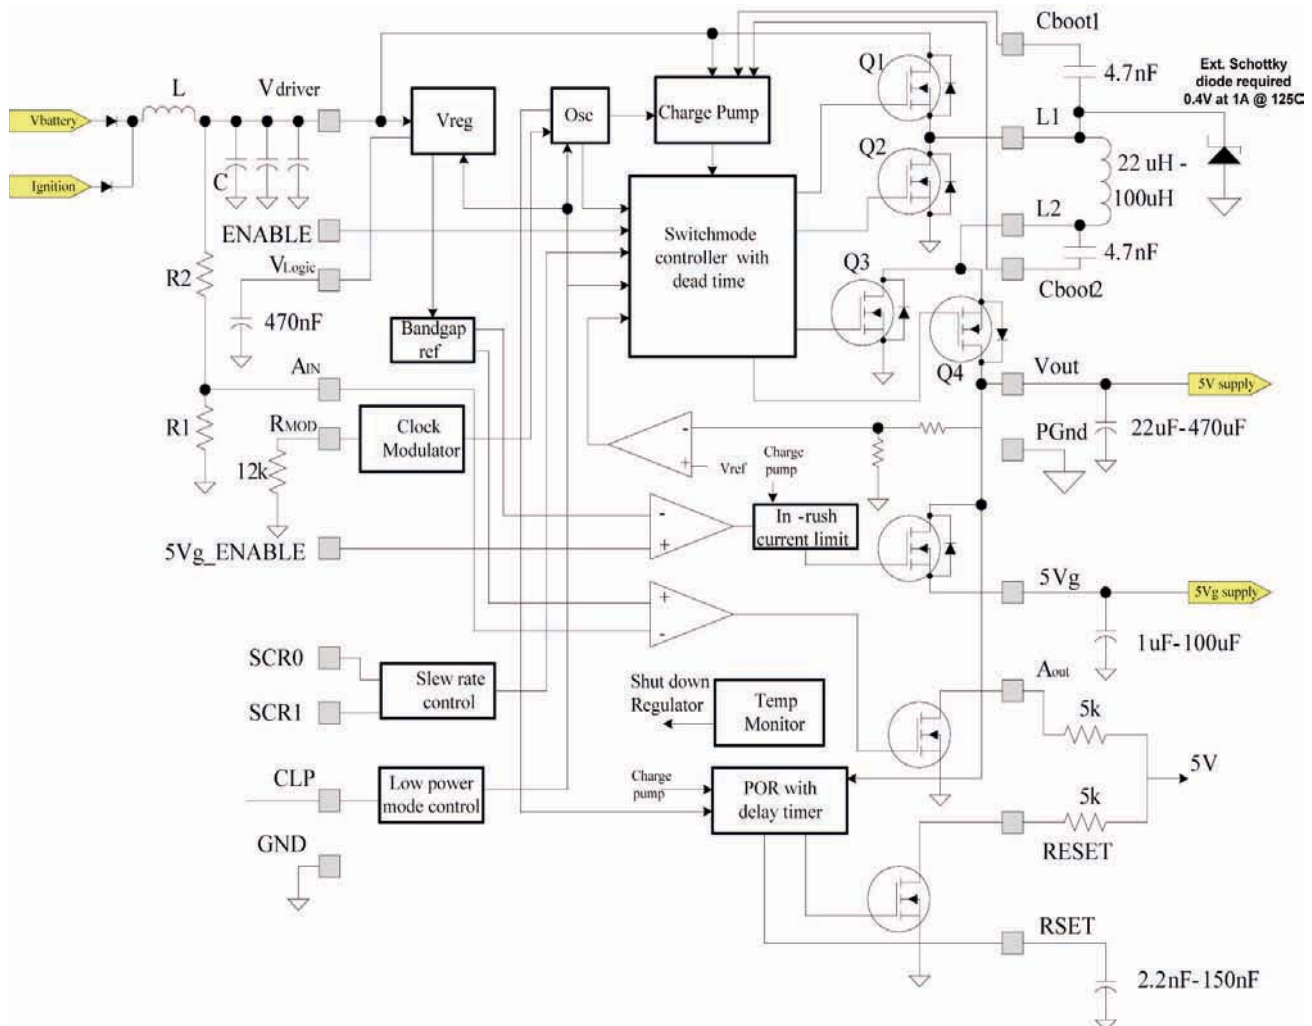 Cboot1
Q1
4.7nF
Ext. Schottky
diode required
0.4V at 1A @ 125C
L
Vdriver
Vbattery
Vreg
Osc
Charge Pump
L1
Q2
C
22 uH -
100uH
Ignition
L2
ENABLE
Switchmode
controller with
dead time
4.7nF
VLogic
R2
Q3
Cboot2
470nF
Bandgap
ref
AIN
Q4
Vout
5V supply
R1
RMOD
Clock
Modulator
-
22uF-470uF
PGnd
12k
+
Vref
Charge
pump
-
In -rush
current limit
5Vg_ENABLE
+
5Vg
5Vg supply
+
-
1uF-100uF
SCR0
Aout
Slew rate
control
Shut down
Regulator
Temp
Monitor
SCR1
5k
5V
CLP
Low power
mode control
Charge
pump
POR with
delay timer
5k
GND
RESET
RSET
2.2nF-150nF